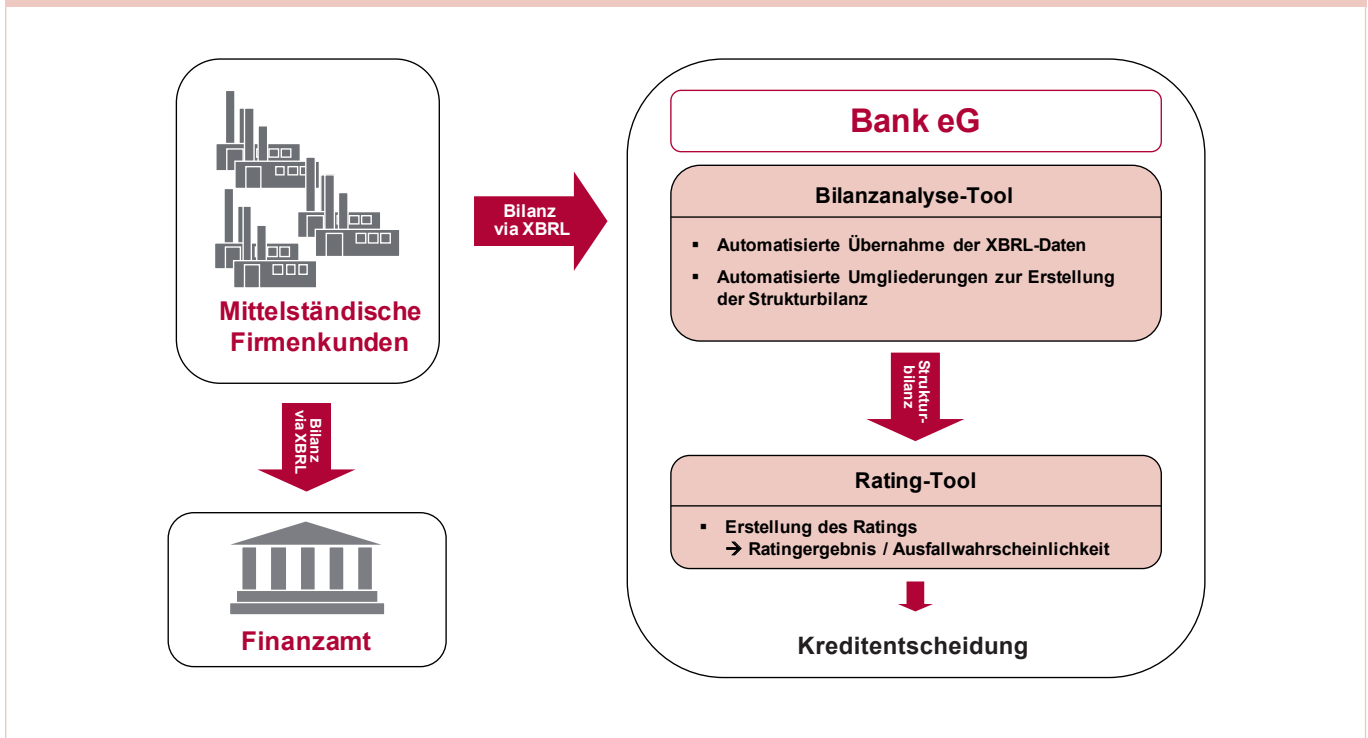 Mittelständische
Firmenkunden
Bilanz
via XBRL
Bilanz
via XBRL
Finanzamt
Bank eG
Bilanzanalyse-Tool
▪ Automatisierte Übernahme der XBRL-Daten
▪ Automatisierte Umgliederungen zur Erstellung
der Strukturbilanz
Struktur-
bilanz
Rating-Tool
▪ Erstellung des Ratings
→ Ratingergebnis / Ausfallwahrscheinlichkeit
Kreditentscheidung